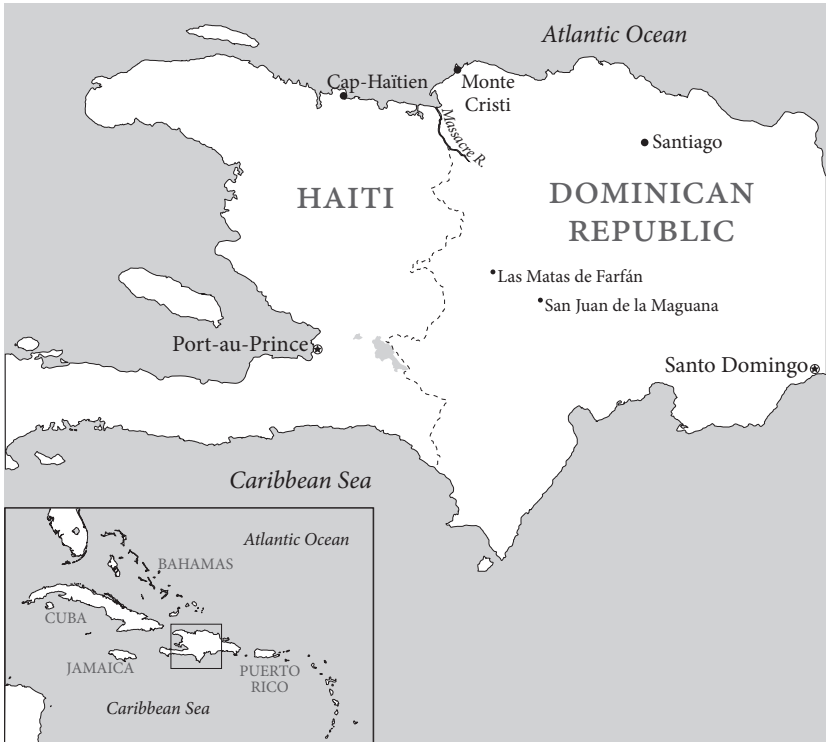 Atlantic Ocean
Cap-Haïtien
Monte
Cristi
Massacre R.
Santiago
HAITI
DOMINICAN
REPUBLIC
Las Matas de Farfán
San Juan de la Maguana
Port-au-Prince
Santo Domingo
Caribbean Sea
Atlantic Ocean
BAHAMAS
CUBA
JAMAICA
PUERTO
RICO
Caribbean Sea